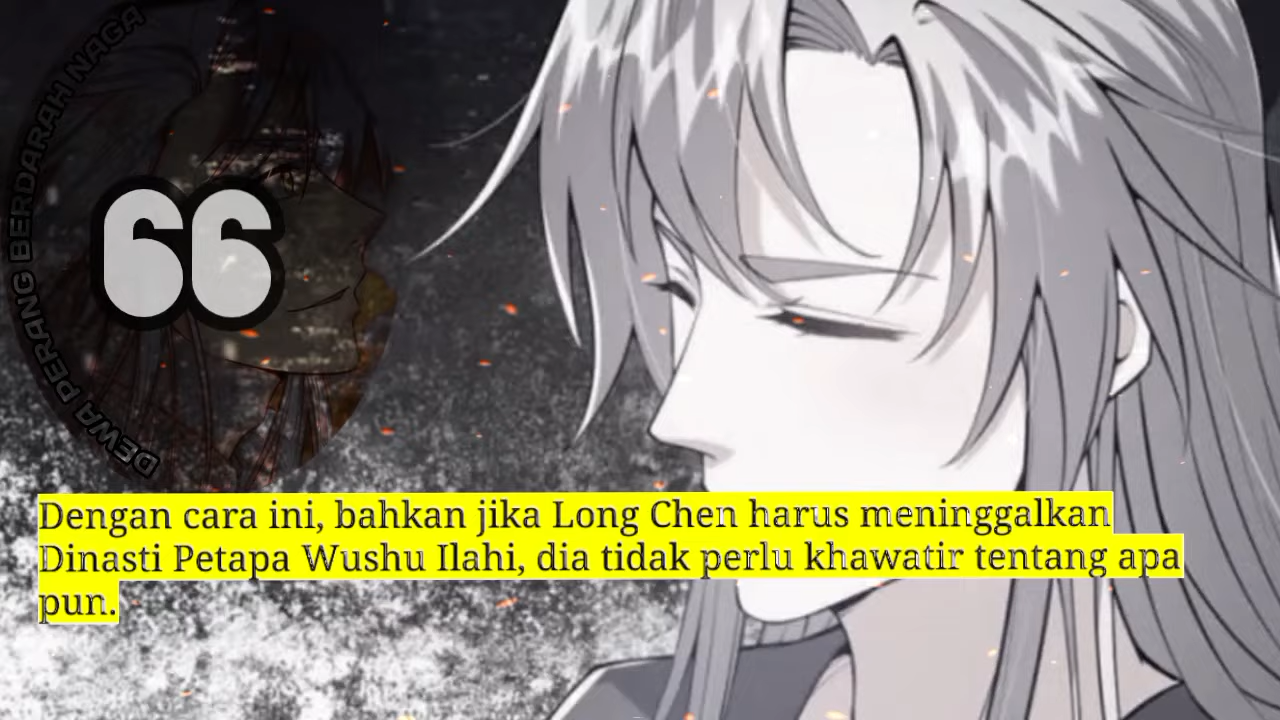 DEWA PERANG BERDARAH NAGA
66
Dengan cara ini, bahkan jika Long Chen harus meninggalkan
Dinasti Petapa Wushu Ilahi, dia tidak perlu khawatir tentang apa
pun.